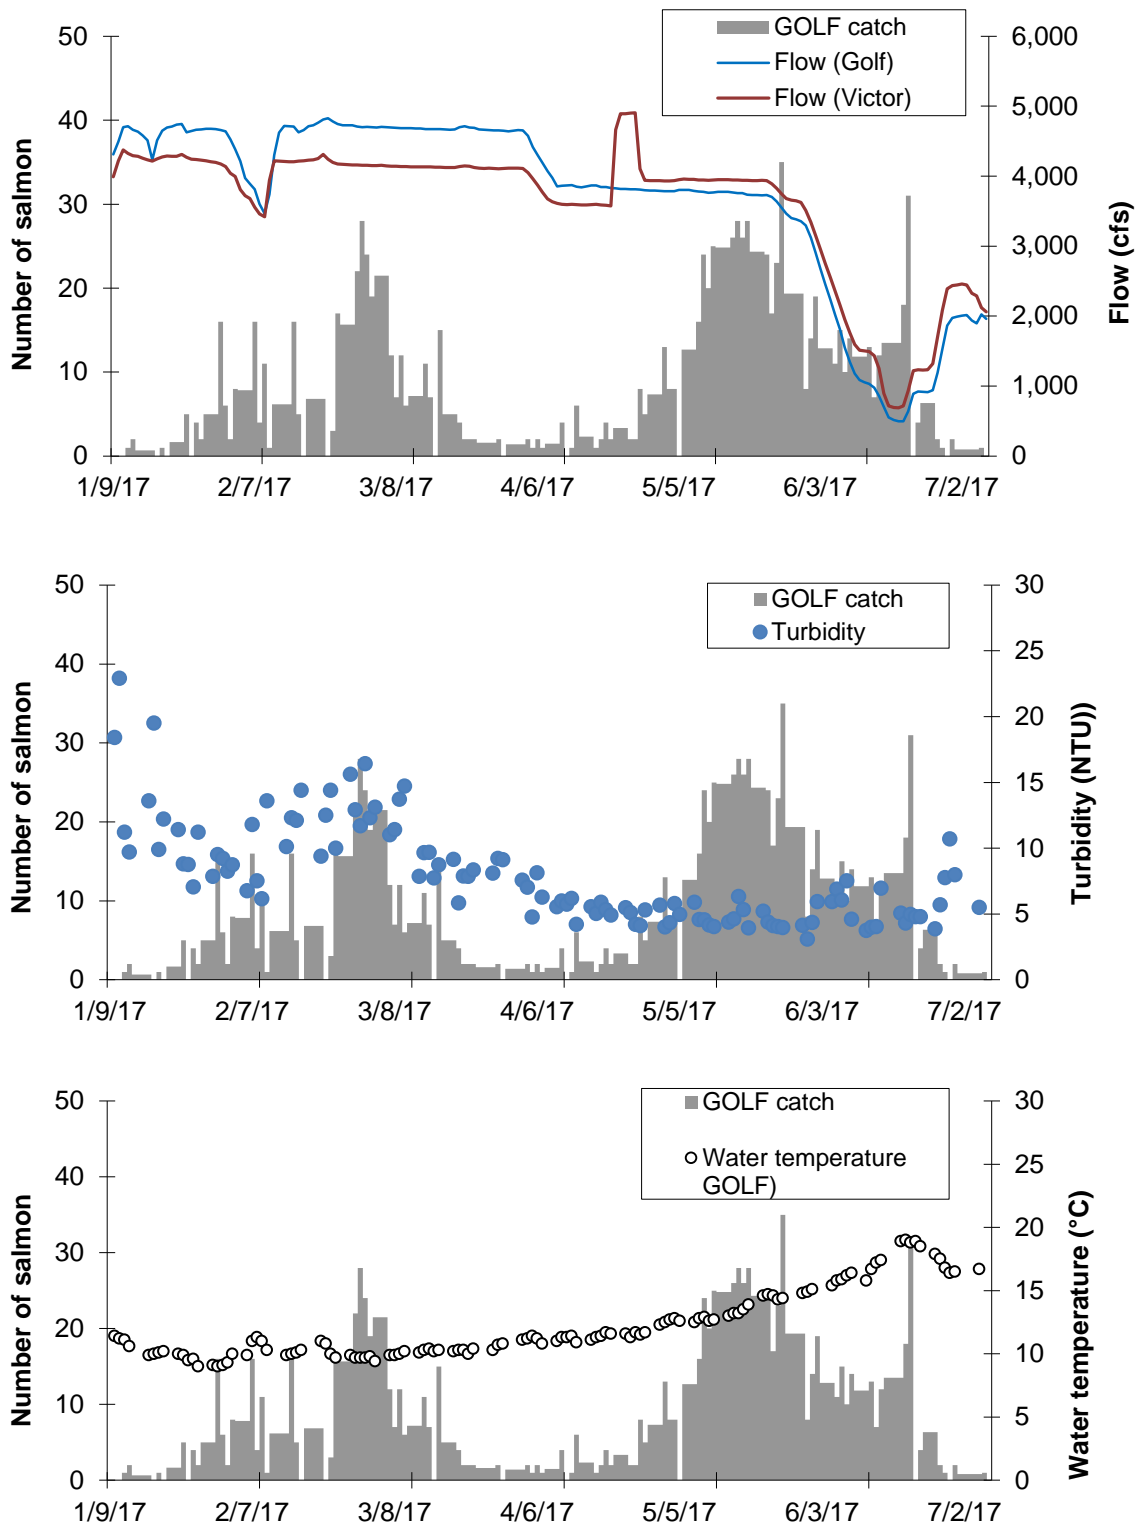 GOLF catch
Flow (Golf)
Flow (Victor)
Number of salmon
50
40
30
20
10
0
6,000
5,000
4,000
3,000
2,000
1,000
0
Flow (cfs)
1/9/17 2/7/17 3/8/17 4/6/17 5/5/17 6/3/17 7/2/17
GOLF catch
Turbidity
Number of salmon
50
40
30
20
10
0
30
25
20
15
10
5
0
Turbidity (NTU))
1/9/17 2/7/17 3/8/17 4/6/17 5/5/17 6/3/17 7/2/17
GOLF catch
Water temperature
GOLF)
Number of salmon
50
40
30
20
10
0
30
25
20
15
10
5
0
Water temperature (°C)
1/9/17 2/7/17 3/8/17 4/6/17 5/5/17 6/3/17 7/2/17